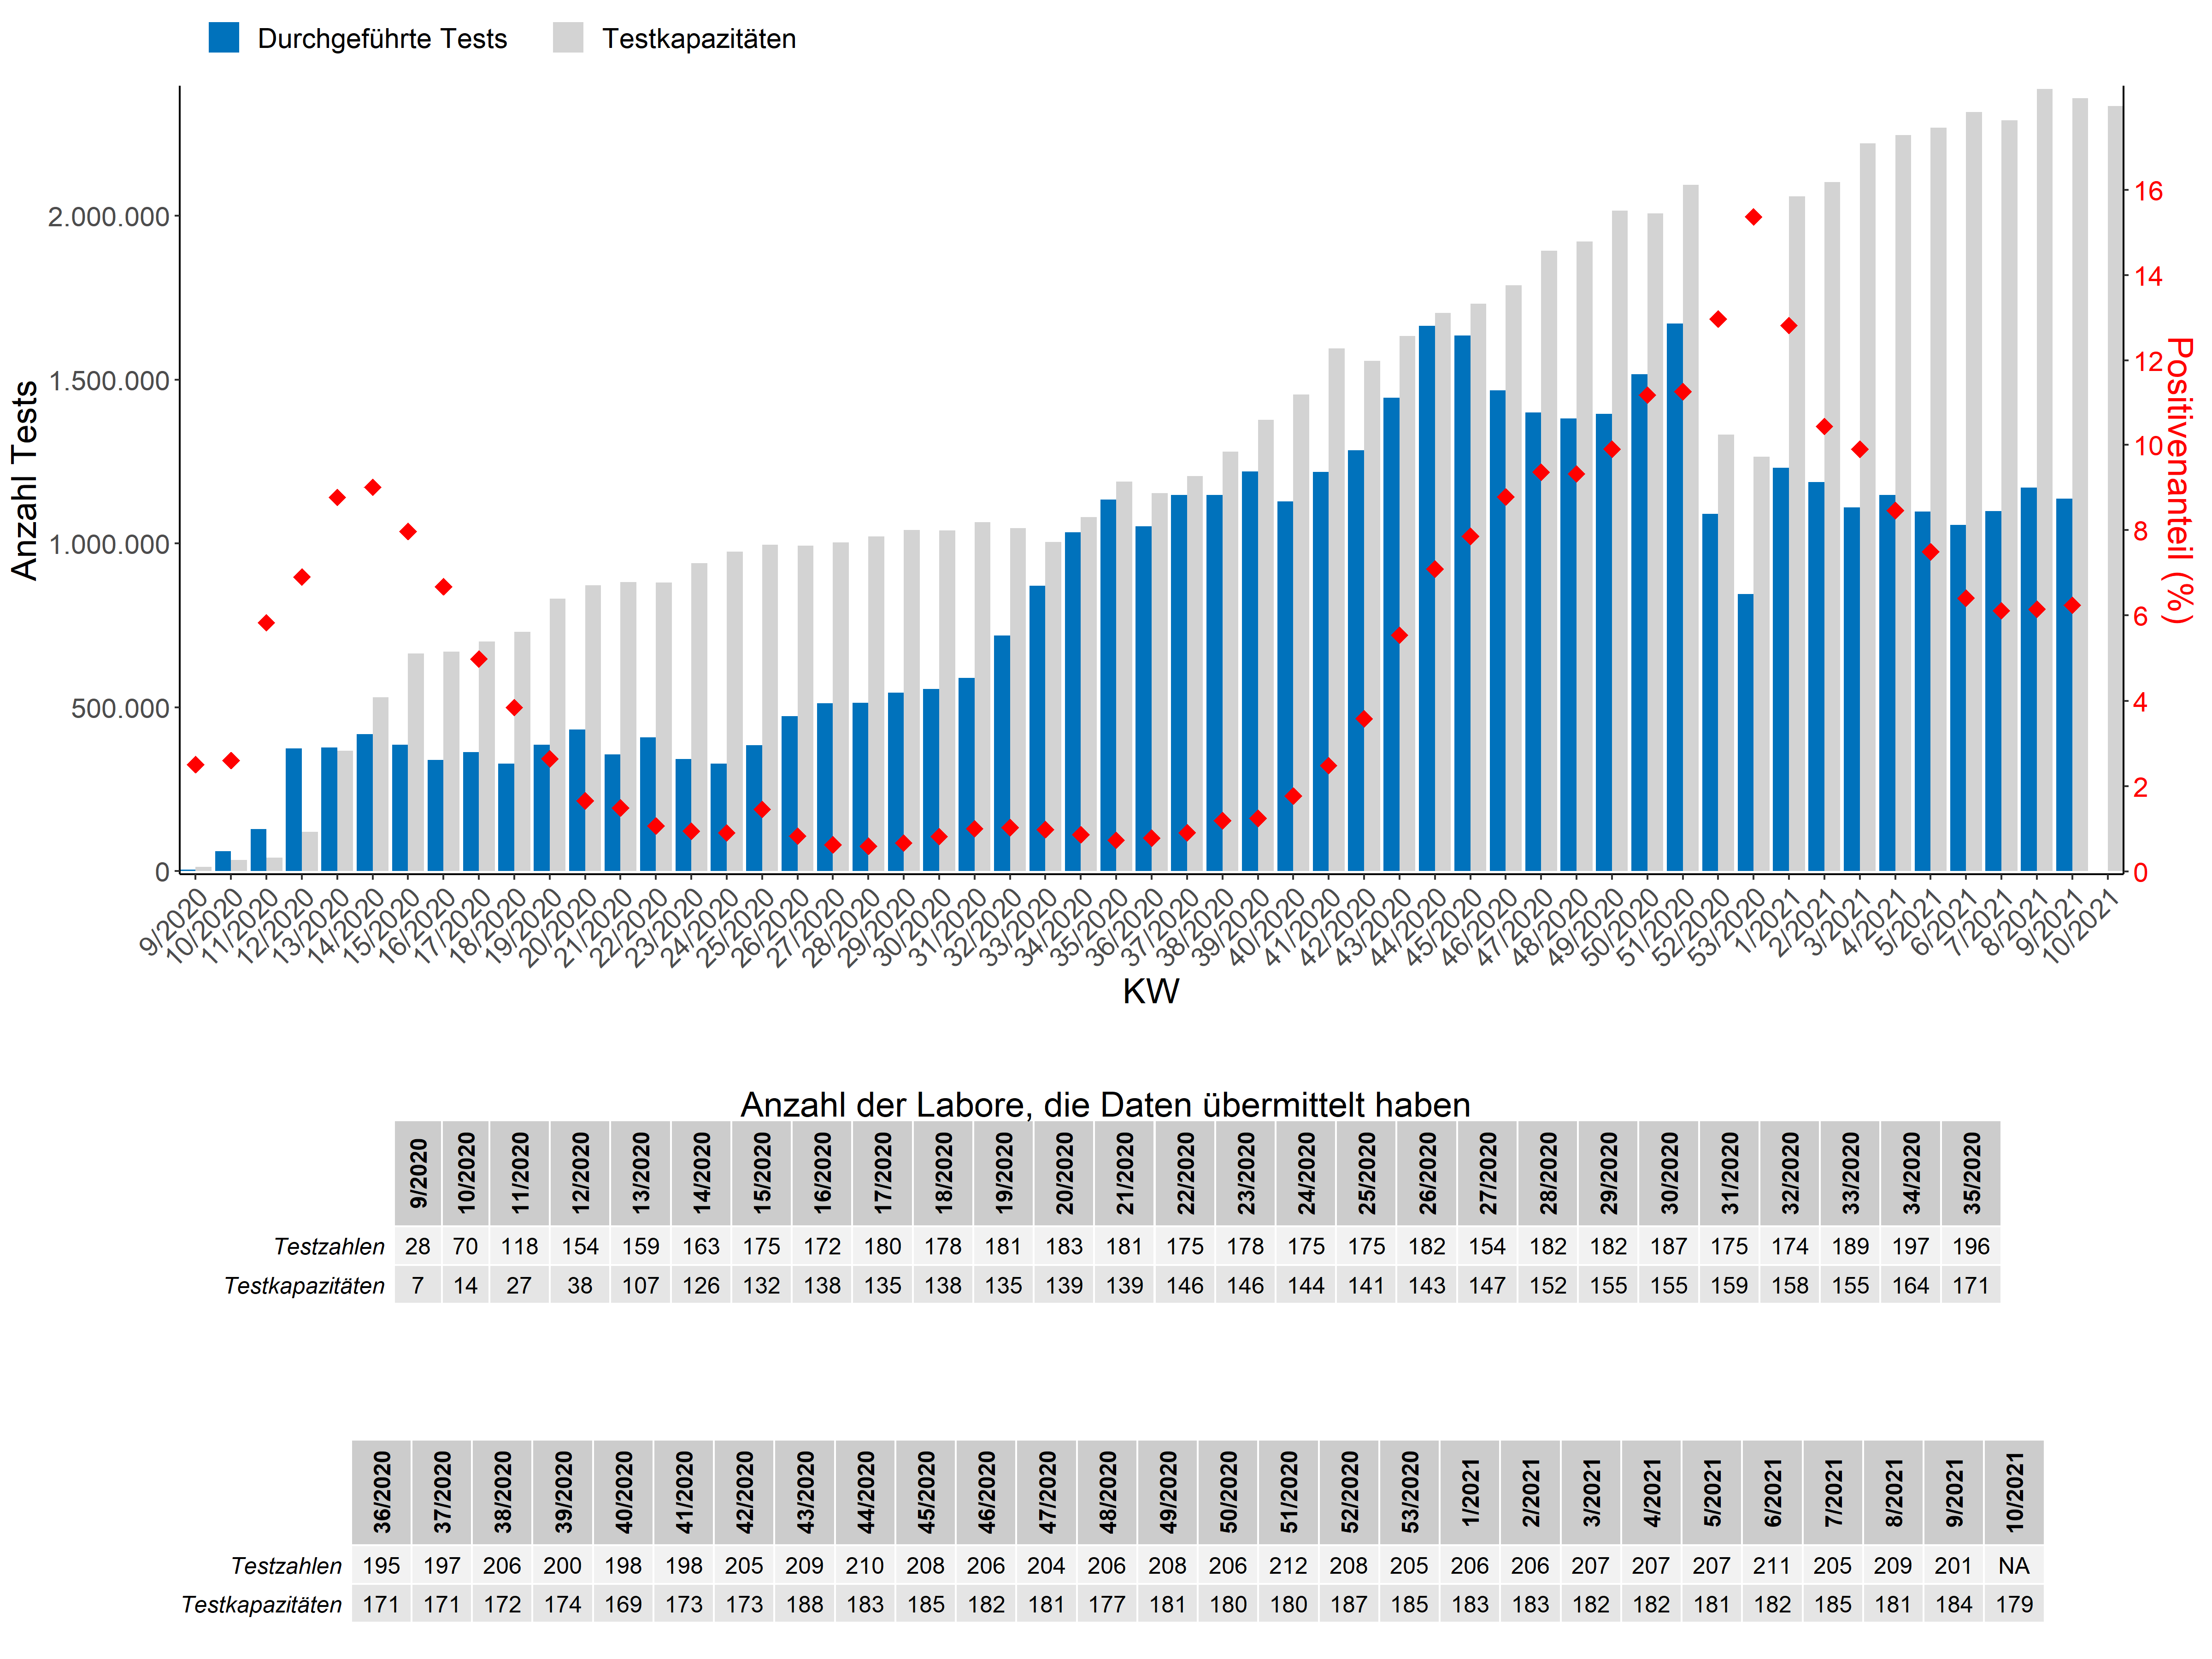 Durchgeführte Tests Testkapazitäten
Anzahl Tests
2.000.000
1.500.000
1.000.000
500.000
0
16
14
12
10
8
6
4
2
0
Positivenanteil (%)
9/2020 10/2020 11/2020 12/2020 13/2020 14/2020 15/2020 16/2020 17/2020 18/2020 19/2020 20/2020 21/2020 22/2020 23/2020 24/2020 25/2020 26/2020 27/2020 28/2020 29/2020 30/2020 31/2020 32/2020 33/2020 34/2020 35/2020 36/2020 37/2020 38/2020 39/2020 40/2020 41/2020 42/2020 43/2020 44/2020 45/2020 46/2020 47/2020 48/2020 49/2020 50/2020 51/2020 52/2020 53/2020 1/2021 2/2021 3/2021 4/2021 5/2021 6/2021 7/2021 8/2021 9/2021 10/2021
KW
Anzahl der Labore, die Daten übermittelt haben
9/2020 10/2020 11/2020 12/2020 13/2020 14/2020 15/2020 16/2020 17/2020 18/2020 19/2020 20/2020 21/2020 22/2020 23/2020 24/2020 25/2020 26/2020 27/2020 28/2020 29/2020 30/2020 31/2020 32/2020 33/2020 34/2020 35/2020
Testzahlen 28 70 118 154 159 163 175 172 180 178 181 183 181 175 178 175 175 182 154 182 182 187 175 174 189 197 196
Testkapazitäten 7 14 27 38 107 126 132 138 135 138 135 139 139 146 146 144 141 143 147 152 155 155 159 158 155 164 171
36/2020 37/2020 38/2020 39/2020 40/2020 41/2020 42/2020 43/2020 44/2020 45/2020 46/2020 47/2020 48/2020 49/2020 50/2020 51/2020 52/2020 53/2020 1/2021 2/2021 3/2021 4/2021 5/2021 6/2021 7/2021 8/2021 9/2021 10/2021
Testzahlen 195 197 206 200 198 198 205 209 210 208 206 204 206 208 206 212 208 205 206 206 207 207 207 211 205 209 201 NA
Testkapazitäten 171 171 172 174 169 173 173 188 183 185 182 181 177 181 180 180 187 185 183 183 182 182 181 182 185 181 184 179